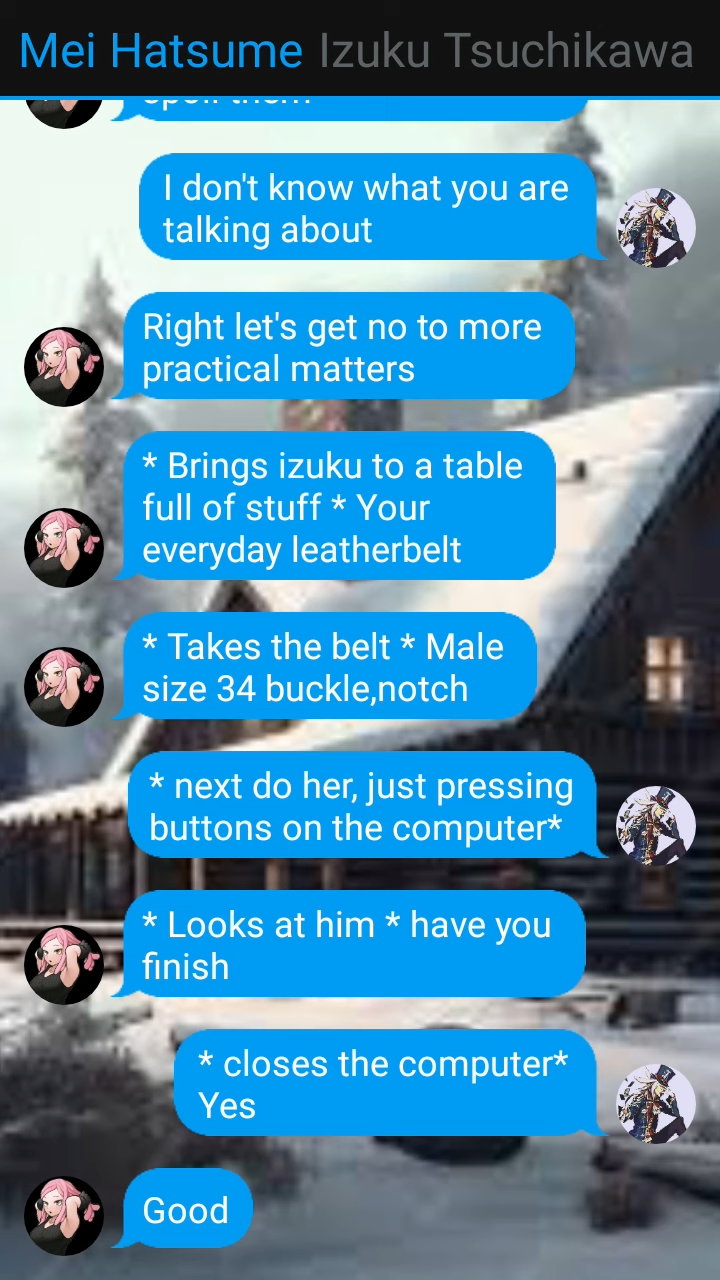 Mei Hatsume Izuku Tsuchikawa
I don't know what you are
talking about
Right let's get no to more
practical matters
* Brings izuku to a table
full of stuff * Your
everyday leatherbelt
* Takes the belt * Male
size 34 buckle,notch
* next do her, just pressing
buttons on the computer*
* Looks at him * have you
finish
* closes the computer*
Yes
Good